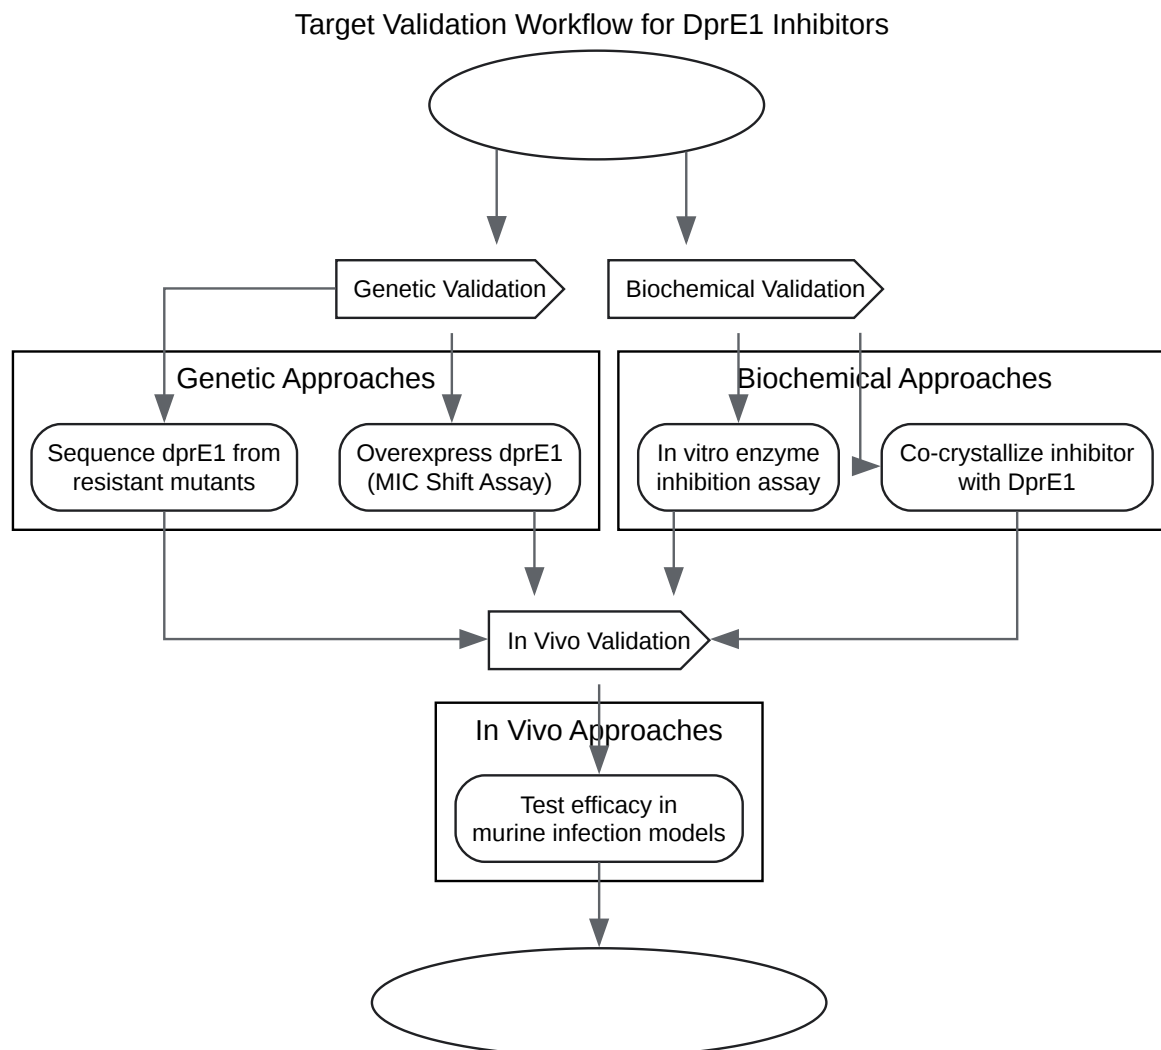 Target Validation Workflow for DprE1 Inhibitors
Genetic Validation
Biochemical Validation
Genetic Approaches
Biochemical Approaches
Sequence dprE1 from
resistant mutants
Overexpress dprE1
(MIC Shift Assay)
In vitro enzyme
inhibition assay
Co-crystallize inhibitor
with DprE1
In Vivo Validation
In Vivo Approaches
Test efficacy in
murine infection models